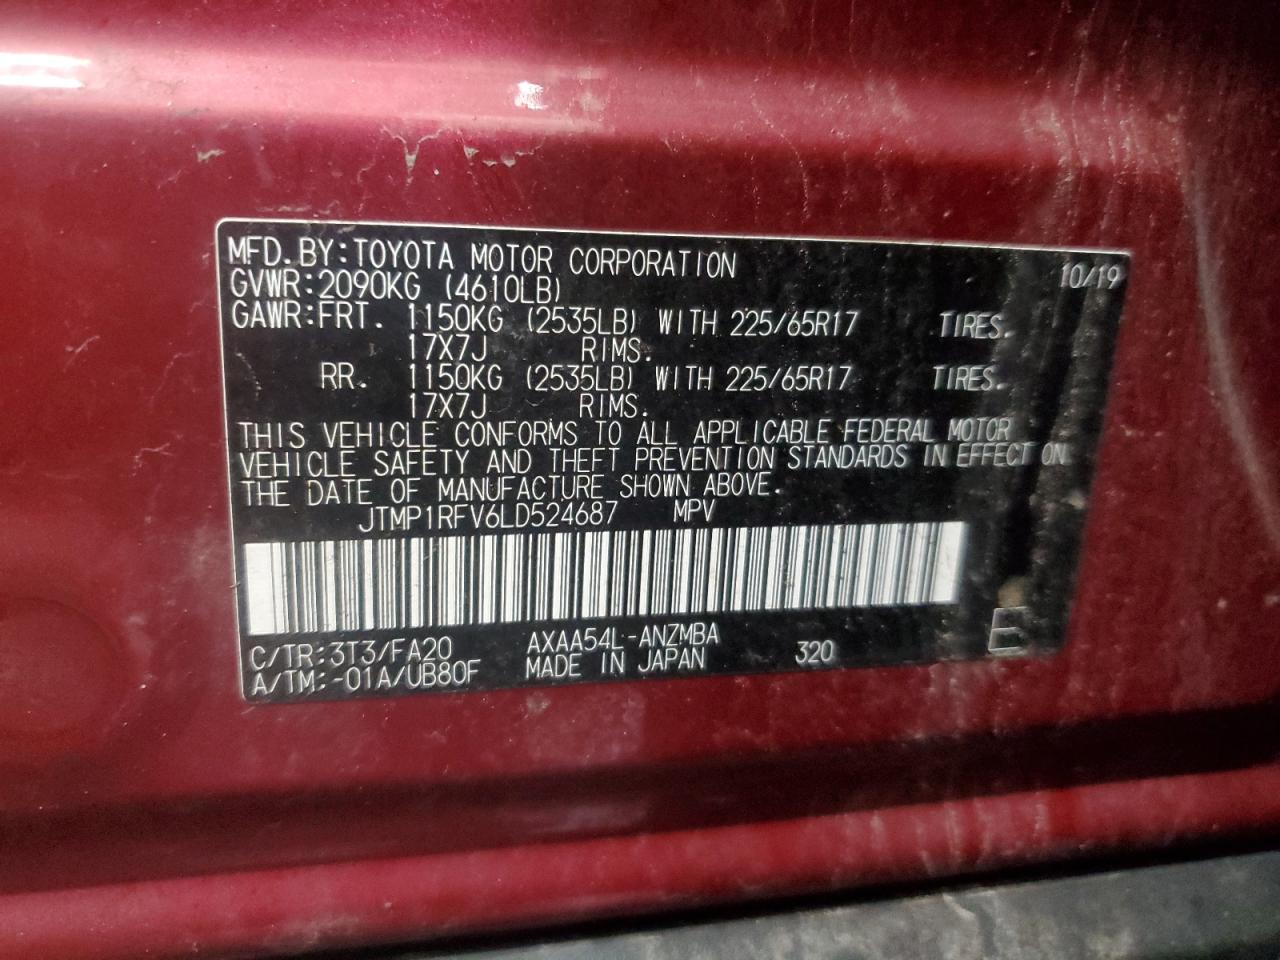 MFD.BY:TOYOTA MOTOR CORPORATION 10/19
GVWR:2090KG (4610LB)
GAWR:FRT. 1150KG (2535LB) WITH 225/65R17 TIRES.
17X7J RIMS.
RR. 1150KG (2535LB) WITH 225/65R17 TIRES.
17X7J RIMS.
THIS VEHICLE CONFORMS TO ALL APPLICABLE FEDERAL MOTOR
VEHICLE SAFETY AND THEFT PREVENTION STANDARDS IN EFFECT ON
THE DATE OF MANUFACTURE SHOWN ABOVE.
JTMP1RFV6LD524687 MPV
C/TR:3T3/FA20 AXAA54L-ANZMBA 320 E
A/TM:-01A/UB80F MADE IN JAPAN